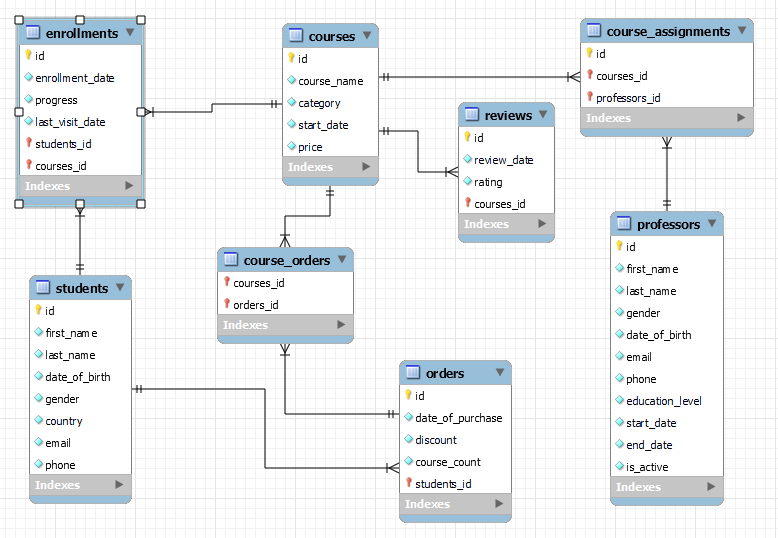 enrollments
id
enrollment_date
progress
last_visit_date
students_id
courses_id
Indexes
courses
id
course_name
category
start_date
price
Indexes
course_assignments
id
courses_id
professors_id
Indexes
reviews
id
review_date
rating
courses_id
Indexes
students
id
first_name
last_name
date_of_birth
gender
country
email
phone
Indexes
course_orders
courses_id
orders_id
Indexes
orders
id
date_of_purchase
discount
course_count
students_id
Indexes
professors
id
first_name
last_name
gender
date_of_birth
email
phone
education_level
start_date
end_date
is_active
Indexes